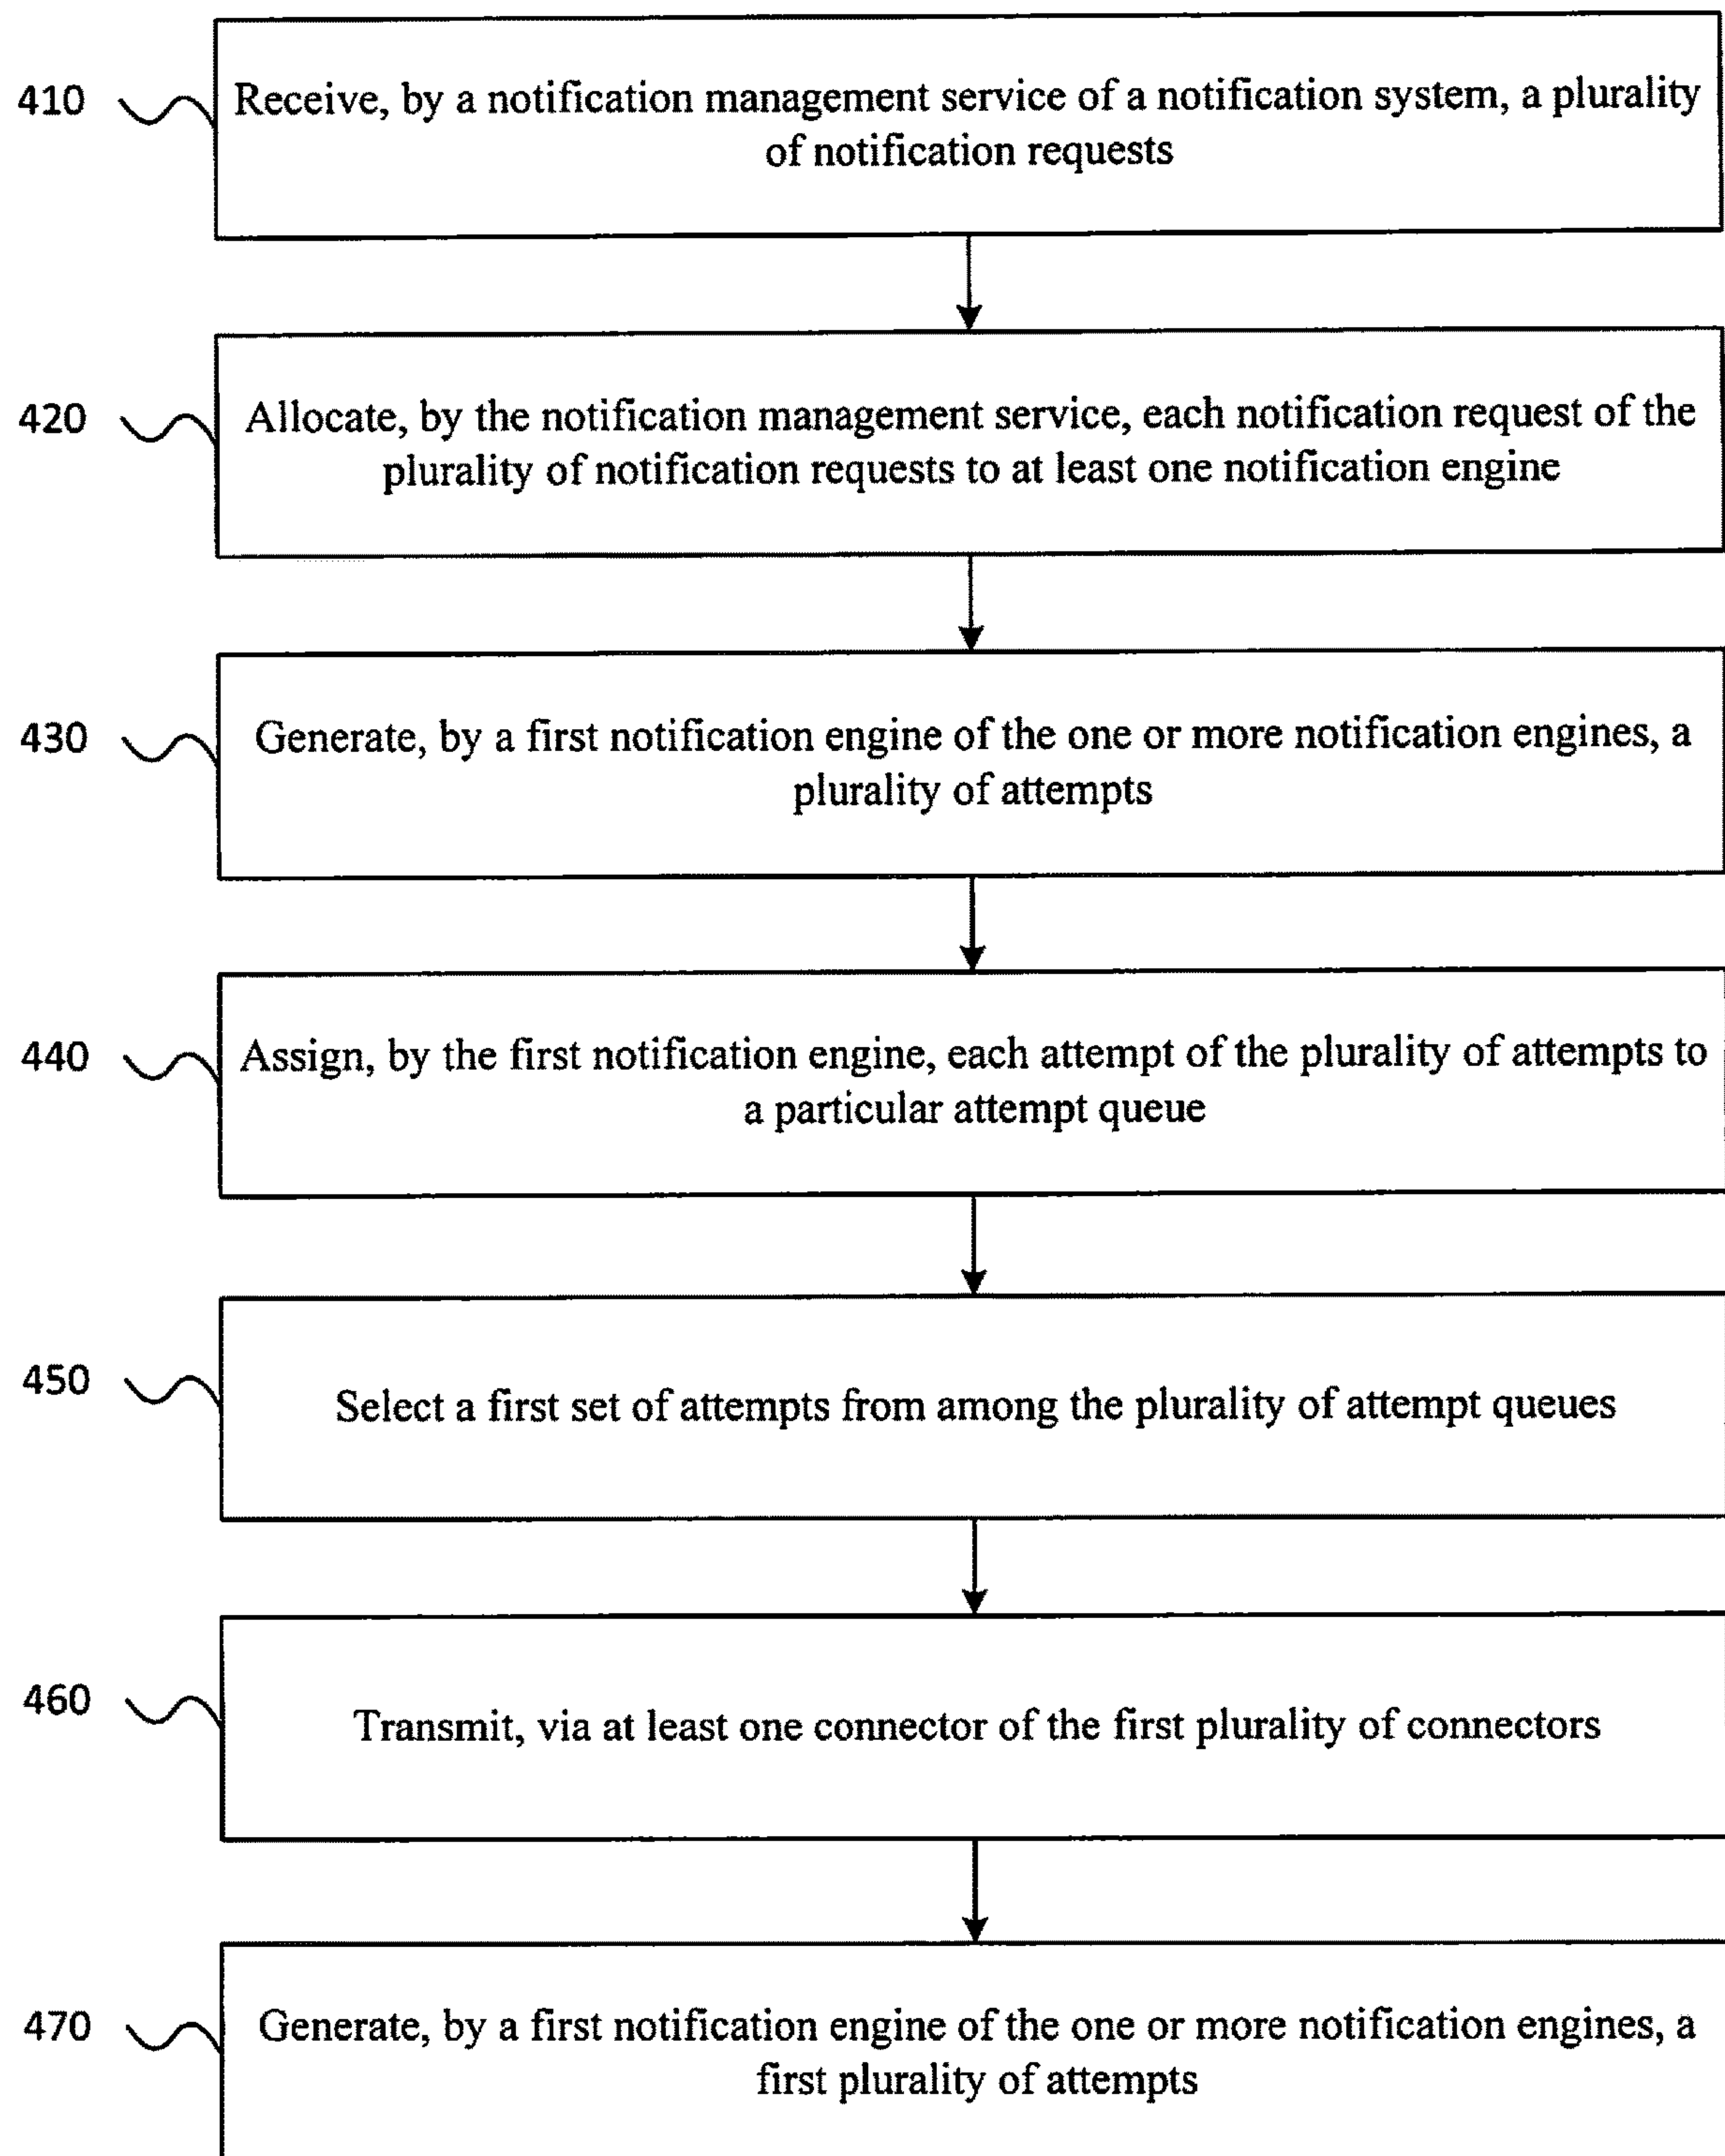 410
Receive, by a notification management service of a notification system, a plurality
of notification requests
420
Allocate, by the notification management service, each notification request of the
plurality of notification requests to at least one notification engine
430
Generate, by a first notification engine of the one or more notification engines, a
plurality of attempts
440
Assign, by the first notification engine, each attempt of the plurality of attempts to
a particular attempt queue
450
Select a first set of attempts from among the plurality of attempt queues
460
Transmit, via at least one connector of the first plurality of connectors
470
Generate, by a first notification engine of the one or more notification engines, a
first plurality of attempts